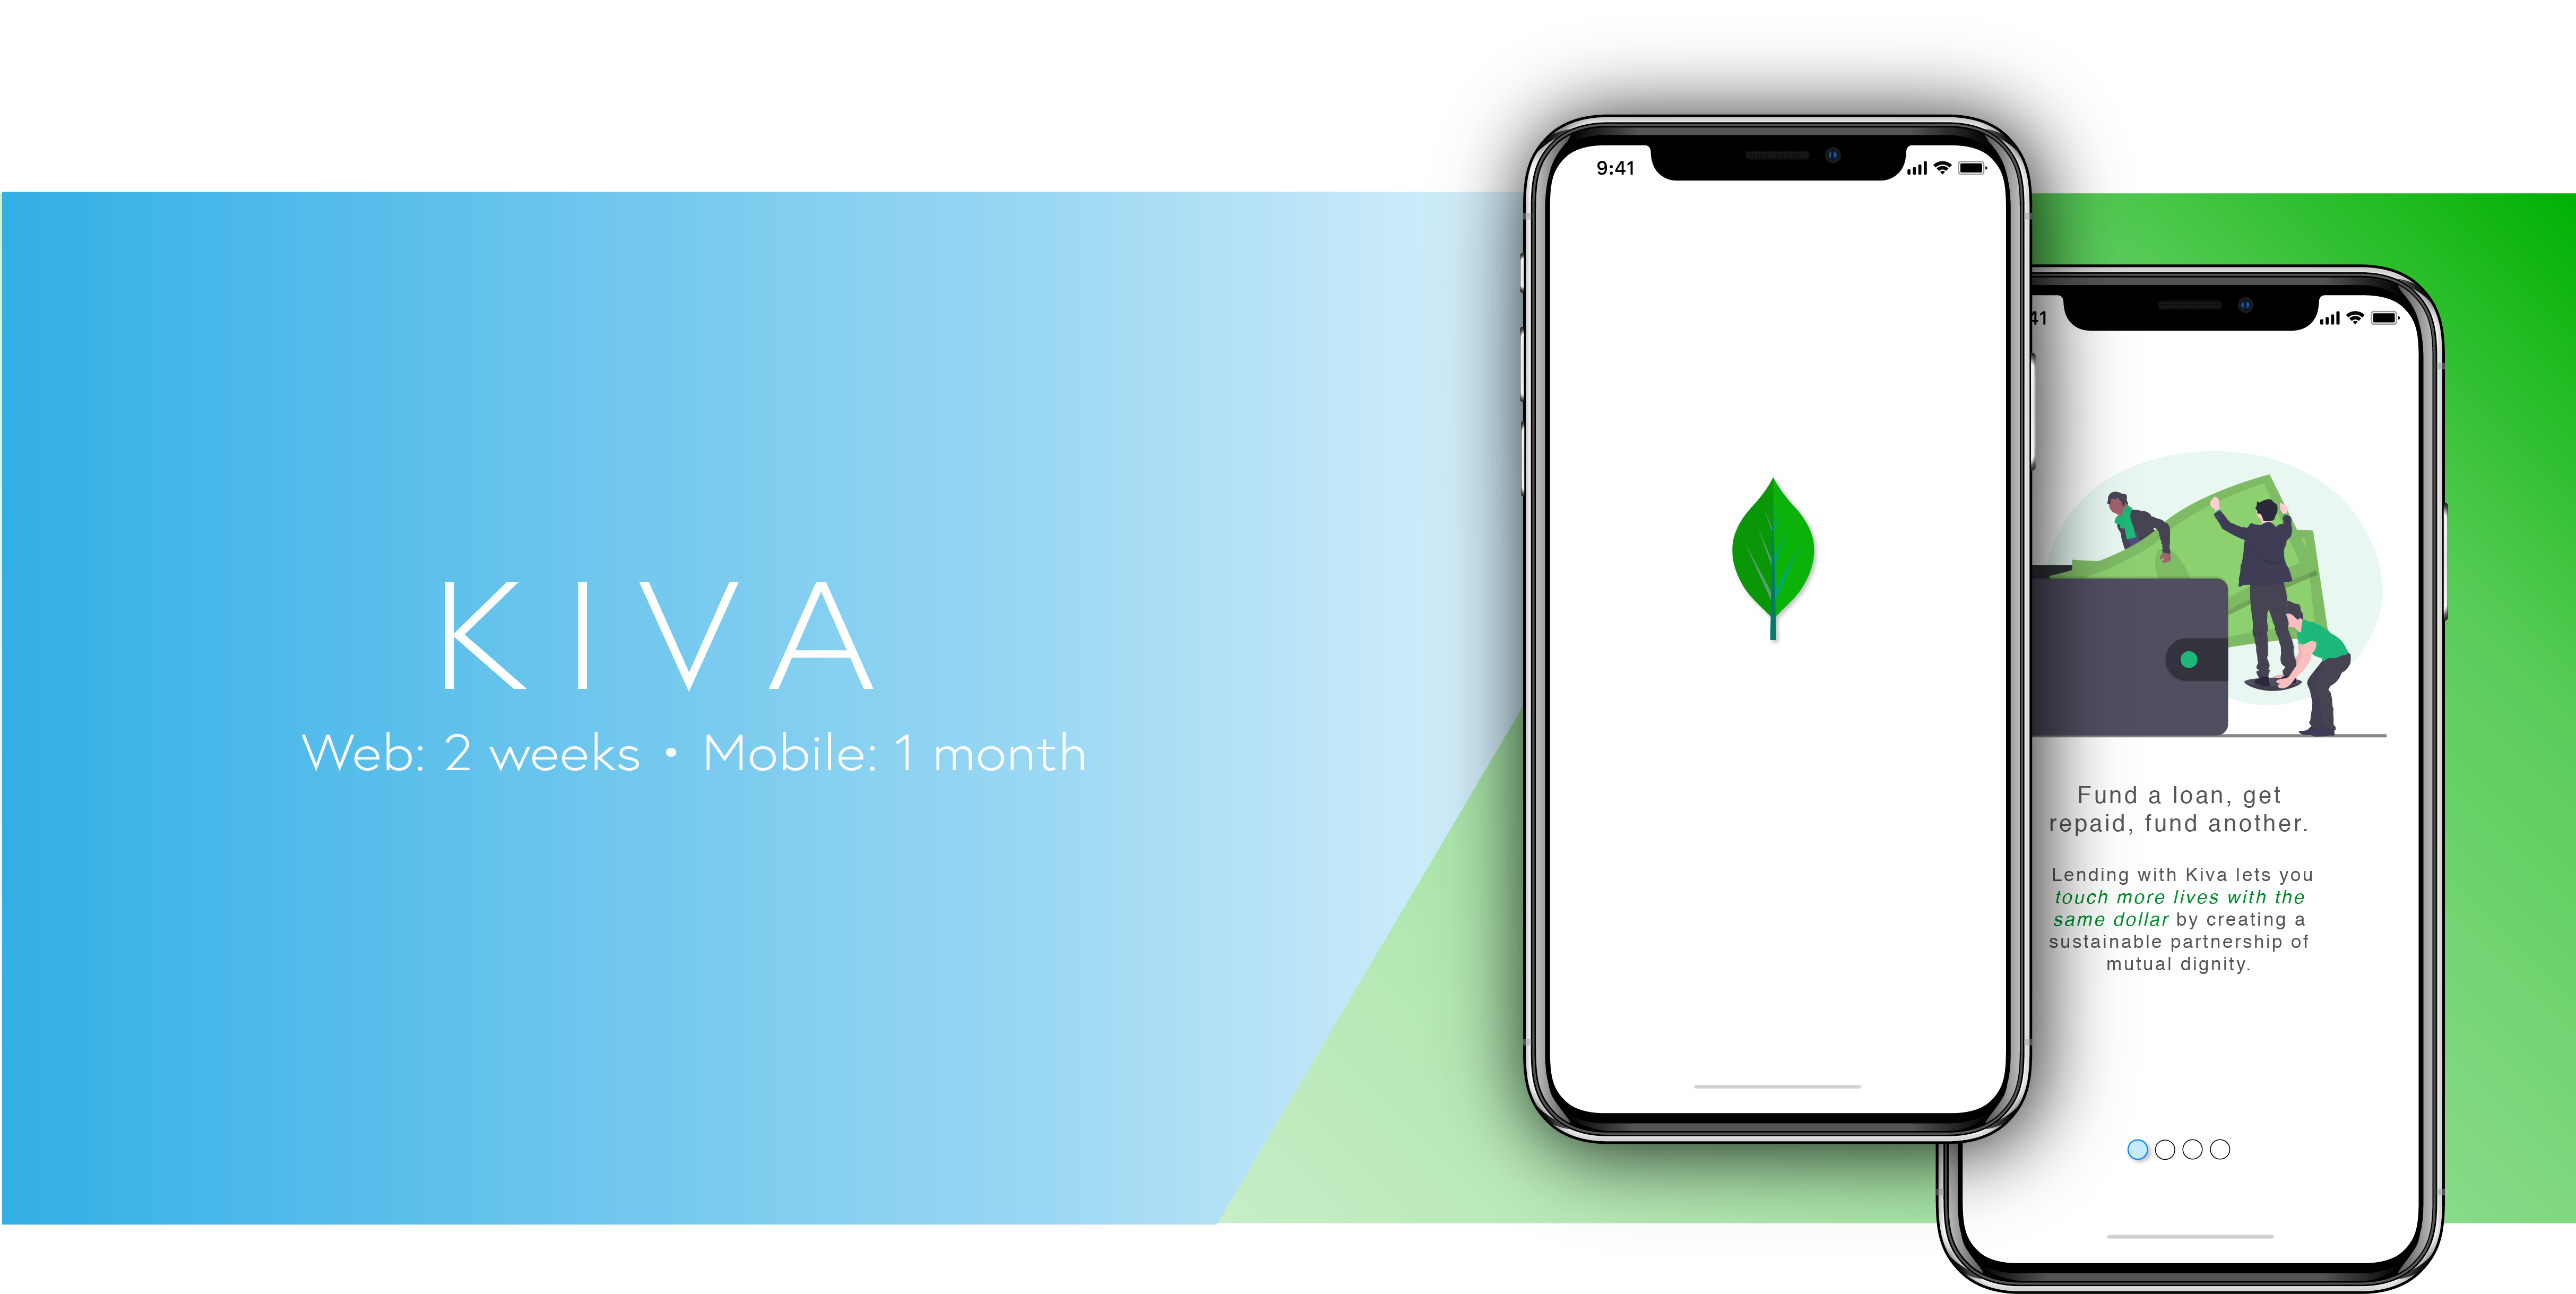 KIVA
Web: 2 weeks • Mobile: 1 month
9:41
41
Fund a loan, get
repaid, fund another.
Lending with Kiva lets you
touch more lives with the
same dollar by creating a
sustainable partnership of
mutual dignity.